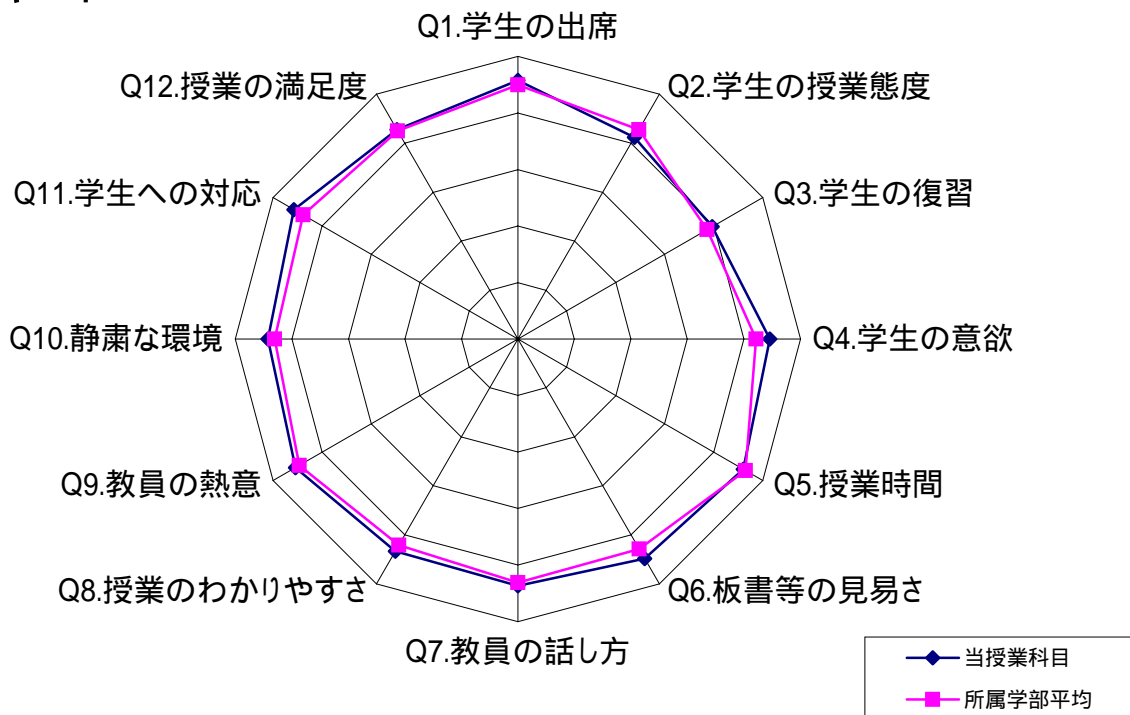 Q1.学生の出席
Q2.学生の授業態度
Q3.学生の復習
Q4.学生の意欲
Q5.授業時間
Q6.板書等の見易さ
Q7.教員の話し方
Q8.授業のわかりやすさ
Q9.教員の熱意
Q10.静粛な環境
Q11.学生への対応
Q12.授業の満足度
当授業科目
所属学部平均